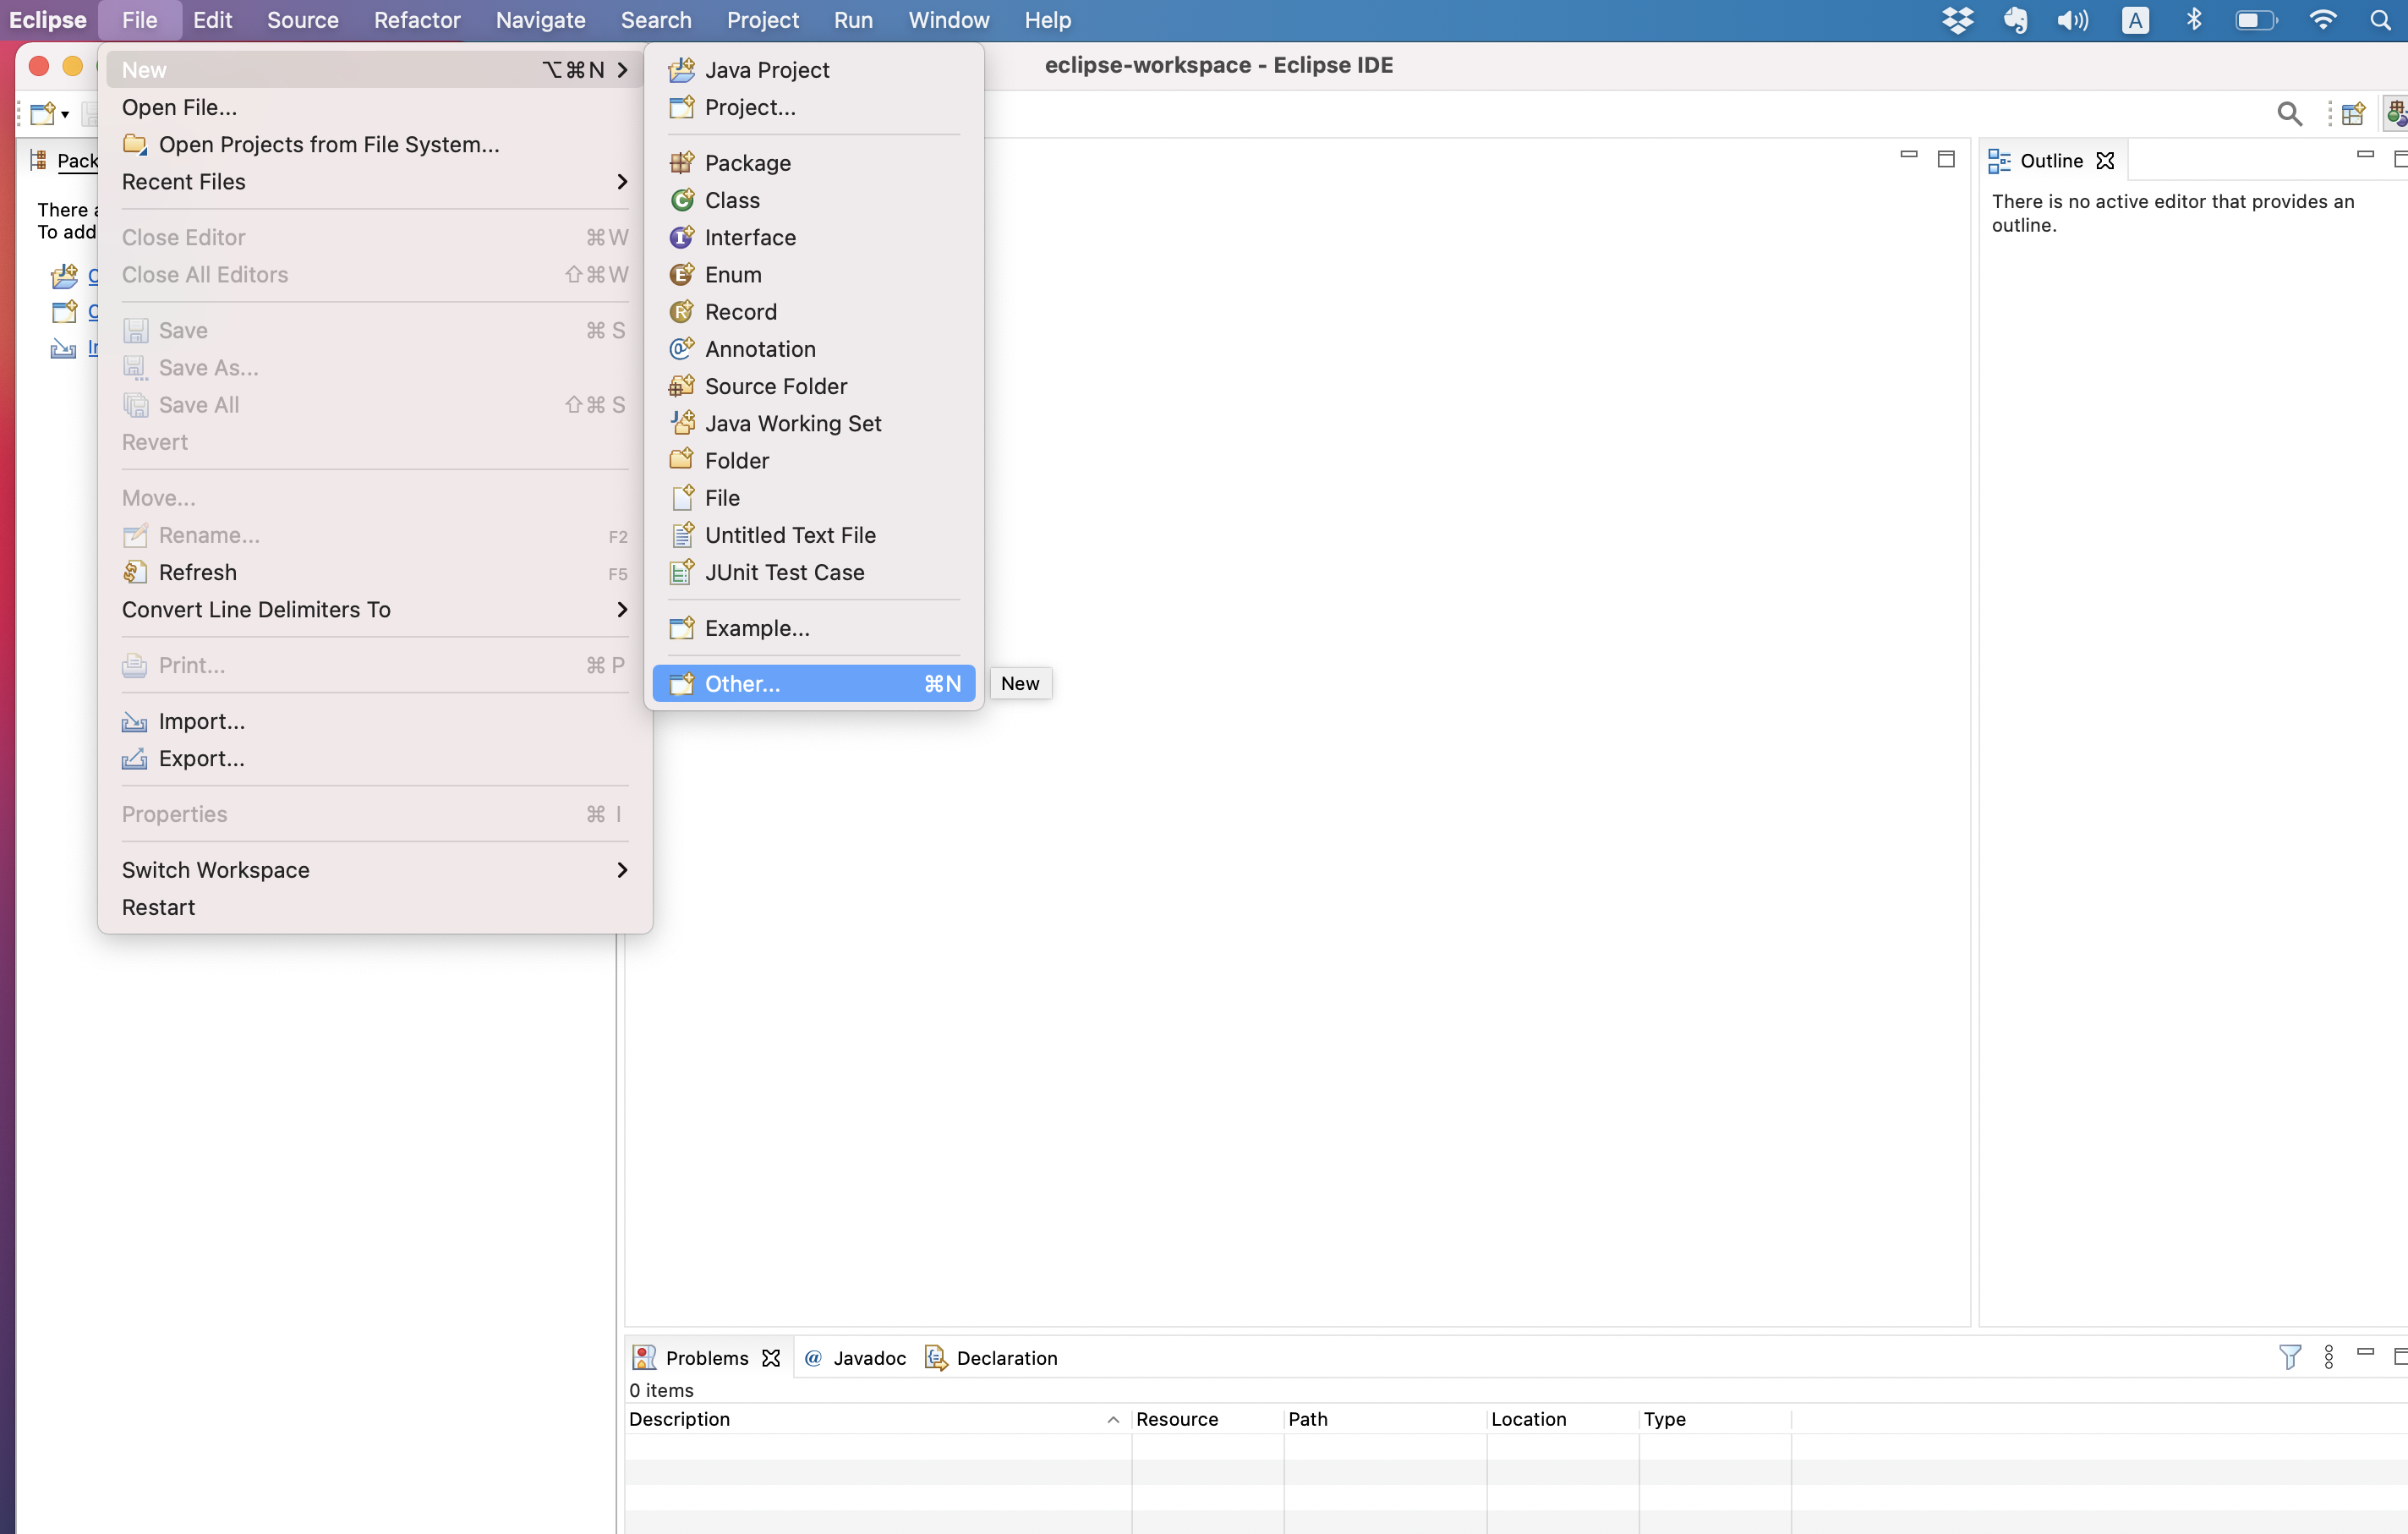 Eclipse File Edit Source Refactor Navigate Search Project Run Window Help
A
eclipse-workspace - Eclipse IDE
New ⌥⌘N
Open File...
Open Projects from File System...
Recent Files
Close Editor ⌘W
Close All Editors ⇧⌘W
Save ⌘ S
Save As...
Save All ⇧⌘ S
Revert
Move...
Rename... F2
Refresh F5
Convert Line Delimiters To
Print... ⌘ P
Import...
Export...
Properties ⌘ I
Switch Workspace
Restart
Java Project
Project...
Package
Class
Interface
Enum
Record
Annotation
Source Folder
Java Working Set
Folder
File
Untitled Text File
JUnit Test Case
Example...
Other... ⌘N
New
Pack
There
To add
Outline
There is no active editor that provides an
outline.
Problems @ Javadoc Declaration
0 items
Description Resource Path Location Type